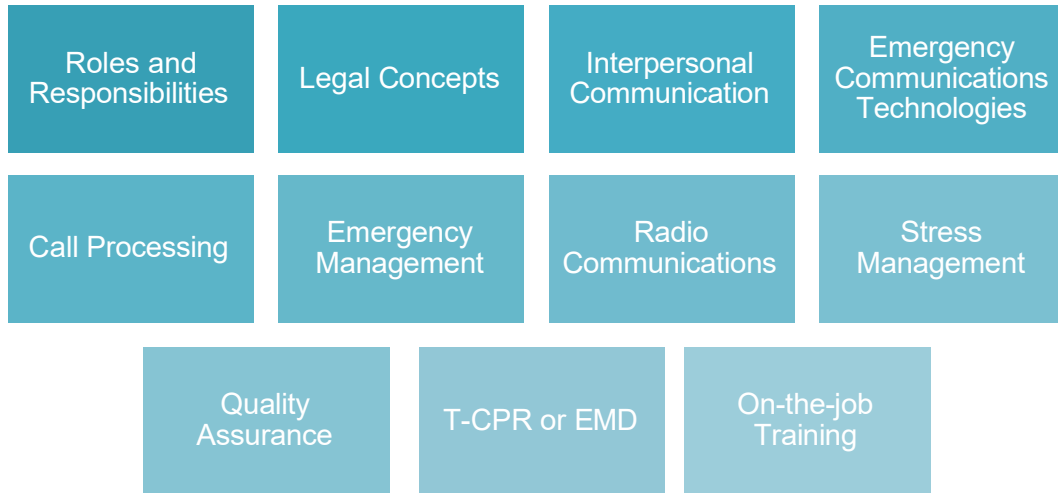 Roles and
Responsibilities
Legal Concepts
Interpersonal
Communication
Emergency
Communications
Technologies
Call Processing
Emergency
Management
Radio
Communications
Stress
Management
Quality
Assurance
T-CPR or EMD
On-the-job
Training